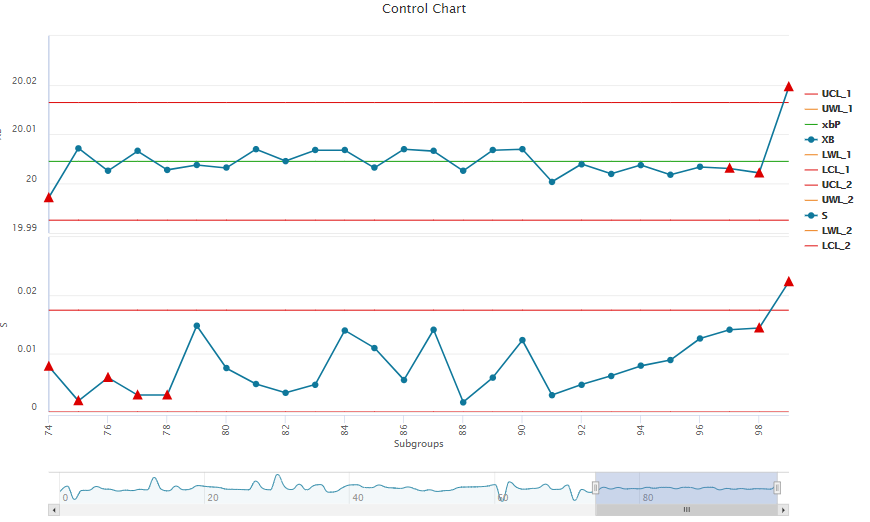 Control Chart
20.02
20.01
20
19.99
0.02
0.01
0
S
74
76
78
80
82
84
86
88
90
92
94
96
98
Subgroups
UCL_1
UWL_1
xbP
XB
LWL_1
LCL_1
UCL_2
UWL_2
S
LWL_2
LCL_2
0
20
40
60
80